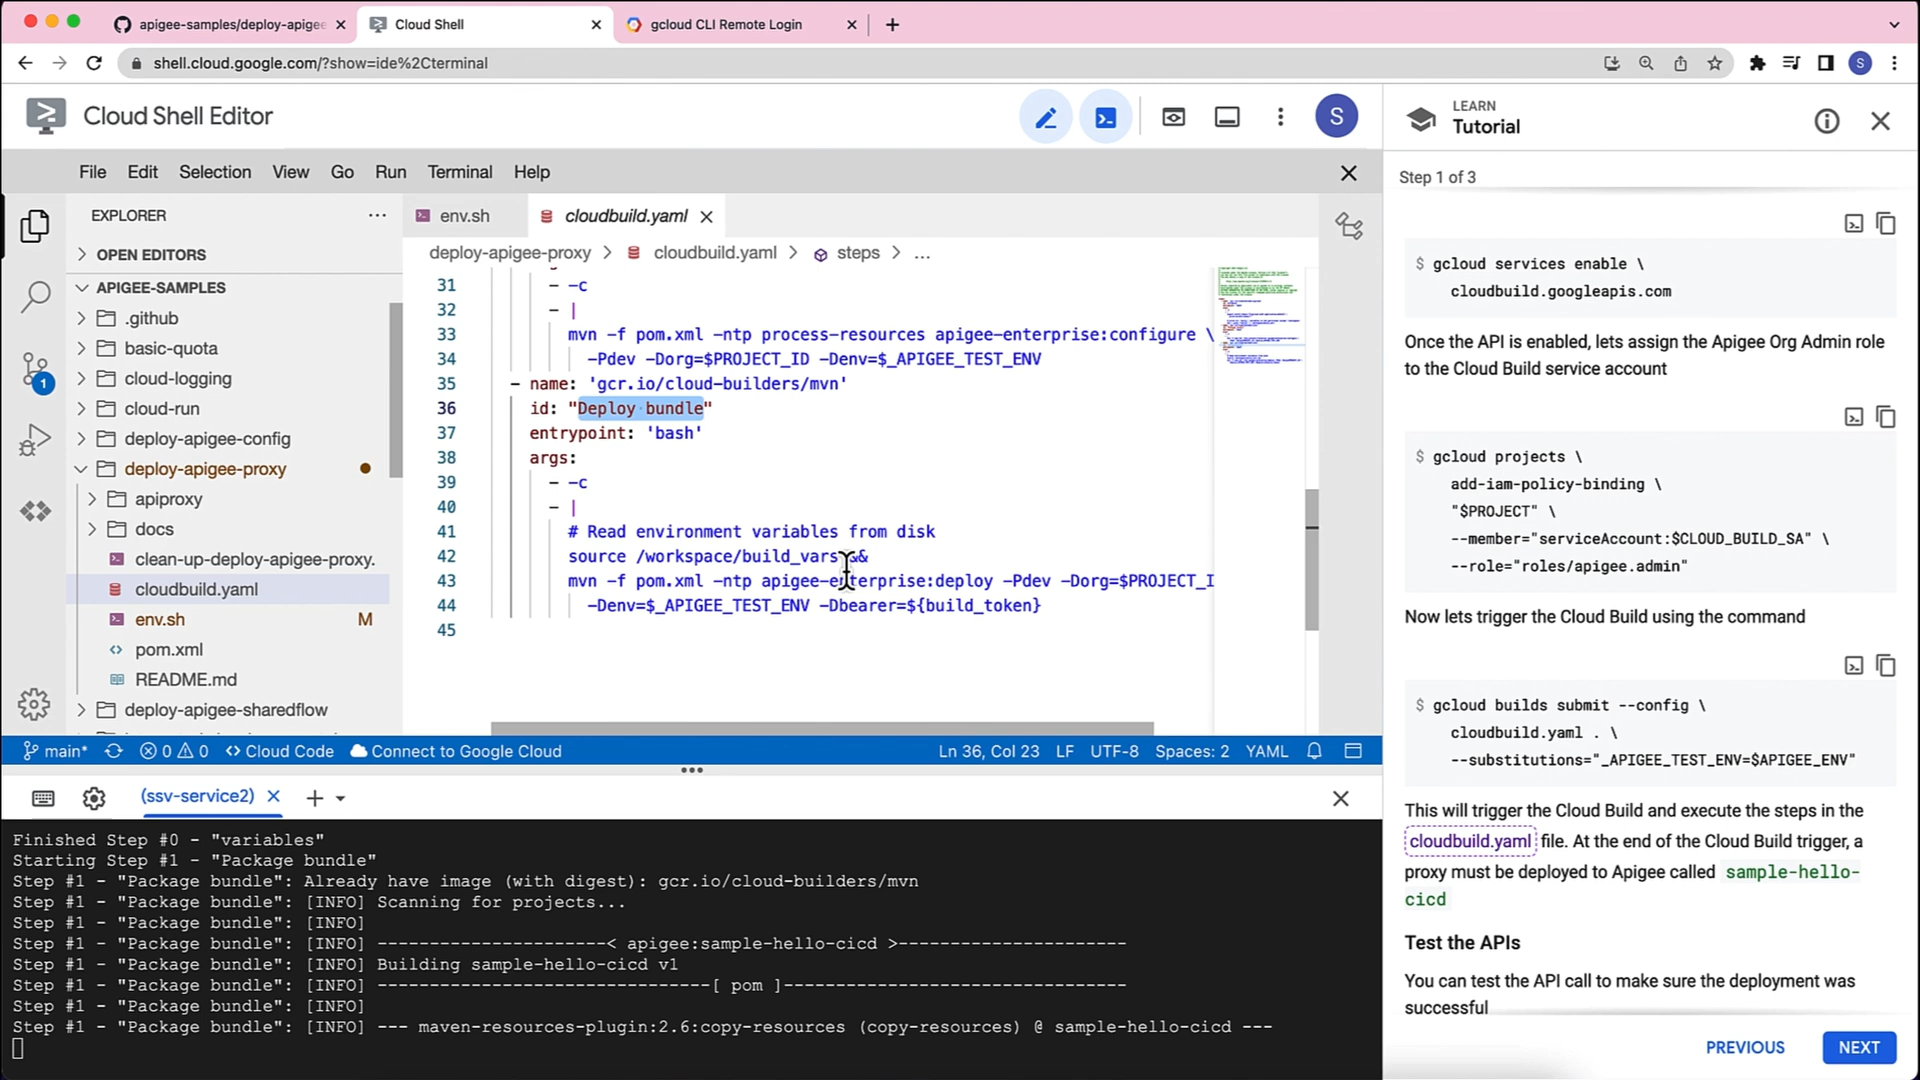 apigee-samples/deploy-apigee
Cloud Shell
gcloud CLI Remote Login
shell.cloud.google.com/?show=ide%2Cterminal
S
Cloud Shell Editor
S
File Edit Selection View Go Run Terminal Help
EXPLORER
OPEN EDITORS
APIGEE-SAMPLES
.github
basic-quota
cloud-logging
cloud-run
deploy-apigee-config
deploy-apigee-proxy
apiproxy
docs
clean-up-deploy-apigee-proxy.
cloudbuild.yaml
env.sh M
pom.xml
README.md
deploy-apigee-sharedflow
1
env.sh
cloudbuild.yaml
deploy-apigee-proxy > cloudbuild.yaml > steps > ...
31 - -c
32 - |
33 mvn -f pom.xml -ntp process-resources apigee-enterprise:configure \
34 -Pdev -Dorg=$PROJECT_ID -Denv=$_APIGEE_TEST_ENV
35 - name: 'gcr.io/cloud-builders/mvn'
36 id: "Deploy bundle"
37 entrypoint: 'bash'
38 args:
39 - -c
40 - |
41 # Read environment variables from disk
42 source /workspace/build_vars &&
43 mvn -f pom.xml -ntp apigee-enterprise:deploy -Pdev -Dorg=$PROJECT_I
44 -Denv=$_APIGEE_TEST_ENV -Dbearer=${build_token}
45
main* 0 0 Cloud Code Connect to Google Cloud Ln 36, Col 23 LF UTF-8 Spaces: 2 YAML
(ssv-service2)
Finished Step #0 - "variables"
Starting Step #1 - "Package bundle"
Step #1 - "Package bundle": Already have image (with digest): gcr.io/cloud-builders/mvn
Step #1 - "Package bundle": [INFO] Scanning for projects...
Step #1 - "Package bundle": [INFO]
Step #1 - "Package bundle": [INFO] ----------------------< apigee:sample-hello-cicd >-----------------------
Step #1 - "Package bundle": [INFO] Building sample-hello-cicd v1
Step #1 - "Package bundle": [INFO] --------------------------------[ pom ]---------------------------------
Step #1 - "Package bundle": [INFO]
Step #1 - "Package bundle": [INFO] --- maven-resources-plugin:2.6:copy-resources (copy-resources) @ sample-hello-cicd ---
LEARN
Tutorial
Step 1 of 3
$ gcloud services enable \
cloudbuild.googleapis.com
Once the API is enabled, lets assign the Apigee Org Admin role
to the Cloud Build service account
$ gcloud projects \
add-iam-policy-binding \
"$PROJECT" \
--member="serviceAccount:$CLOUD_BUILD_SA" \
--role="roles/apigee.admin"
Now lets trigger the Cloud Build using the command
$ gcloud builds submit --config \
cloudbuild.yaml . \
--substitutions="_APIGEE_TEST_ENV=$APIGEE_ENV"
This will trigger the Cloud Build and execute the steps in the
cloudbuild.yaml file. At the end of the Cloud Build trigger, a
proxy must be deployed to Apigee called sample-hello-
cicd
Test the APIs
You can test the API call to make sure the deployment was
successful
PREVIOUS NEXT